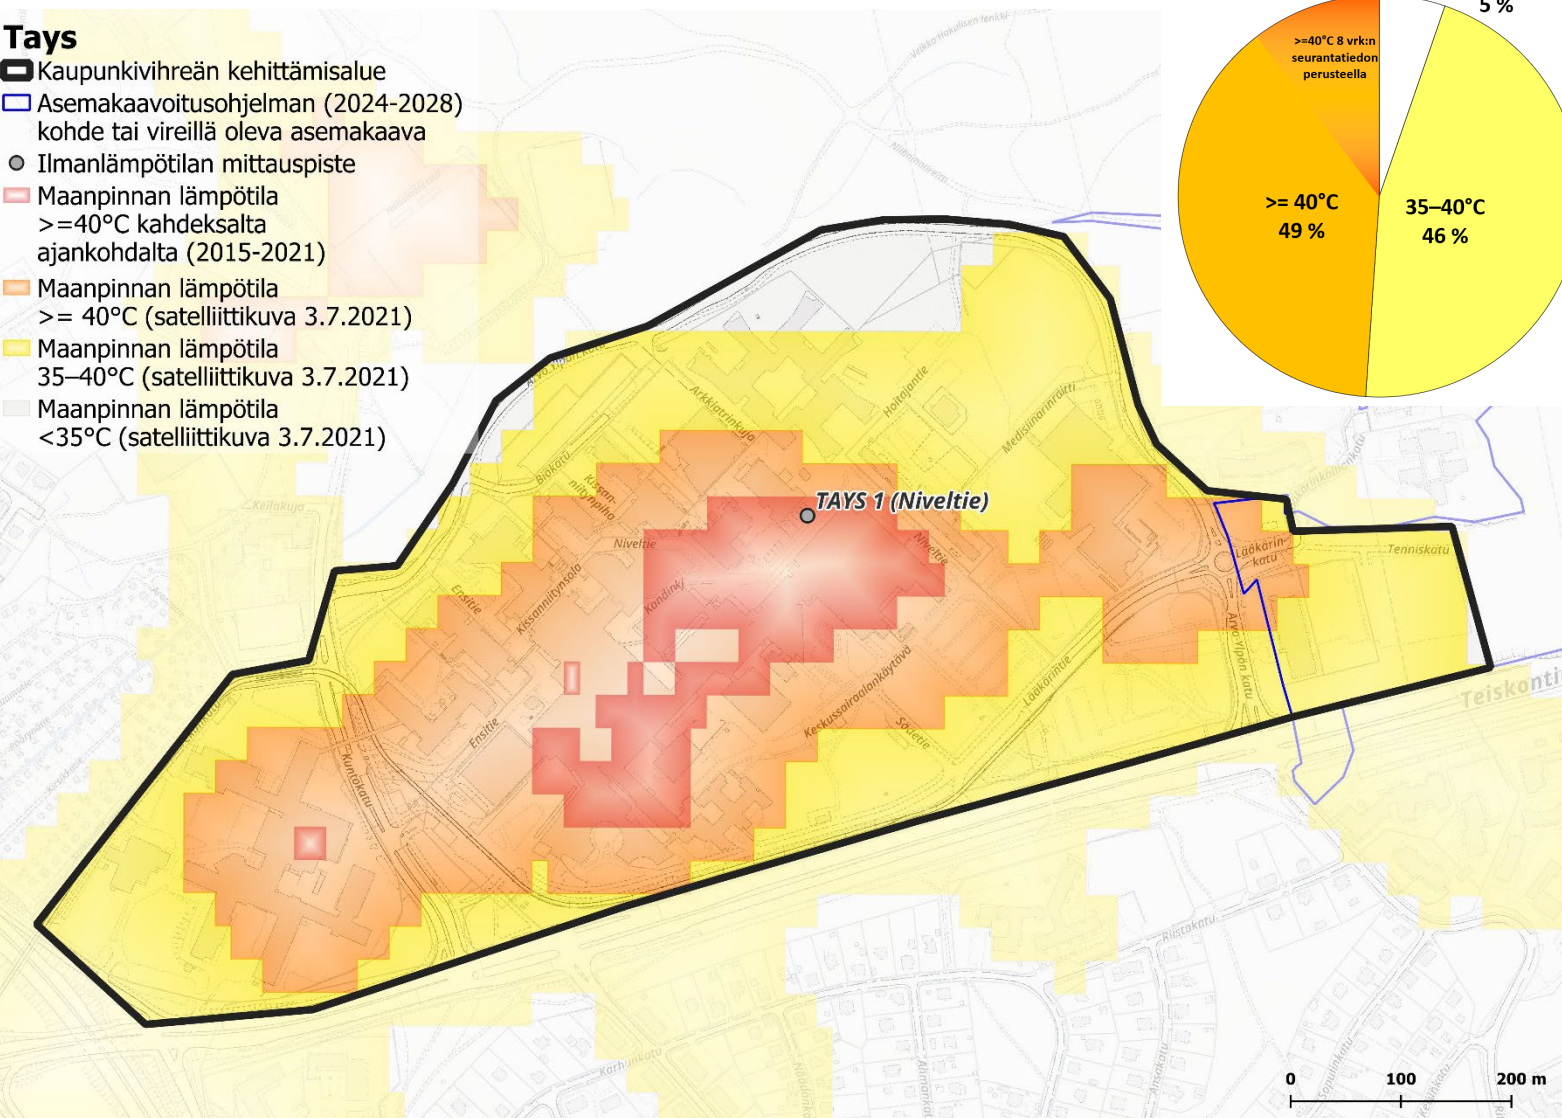 Tays
Kaupunkivihreän kehittämisalue
Asemakaavoitusohjelman (2024-2028)
kohde tai vireillä oleva asemakaava
Ilmanlämpötilan mittauspiste
Maanpinnan lämpötila
>=40°C kahdeksalta
ajankohdalta (2015-2021)
Maanpinnan lämpötila
>= 40°C (satelliittikuva 3.7.2021)
Maanpinnan lämpötila
35–40°C (satelliittikuva 3.7.2021)
Maanpinnan lämpötila
<35°C (satelliittikuva 3.7.2021)
5 %
>=40°C 8 vrk:n
seurantatiedon
perusteella
>= 40°C
49 %
35–40°C
46 %
Arkkiatrinkuja
Hoitajantie
Medisiinarinraitti
Biokatu
Kissan-
niitynpiha
TAYS 1 (Niveltie)
Niveltie
Niveltie
Kandinkj
Kissanniitynsola
Ensitie
Ensitie
Keilakuja
Lääkärin-
katu
Tenniskatu
Arvo Ylpön katu
Lääkärintie
Keskussairaalankäytävä
Sädetie
Kuntokatu
Teiskonti
Riistakatu
Karhunkatu
Ahmankatu
Ansakatu
0 100 200 m